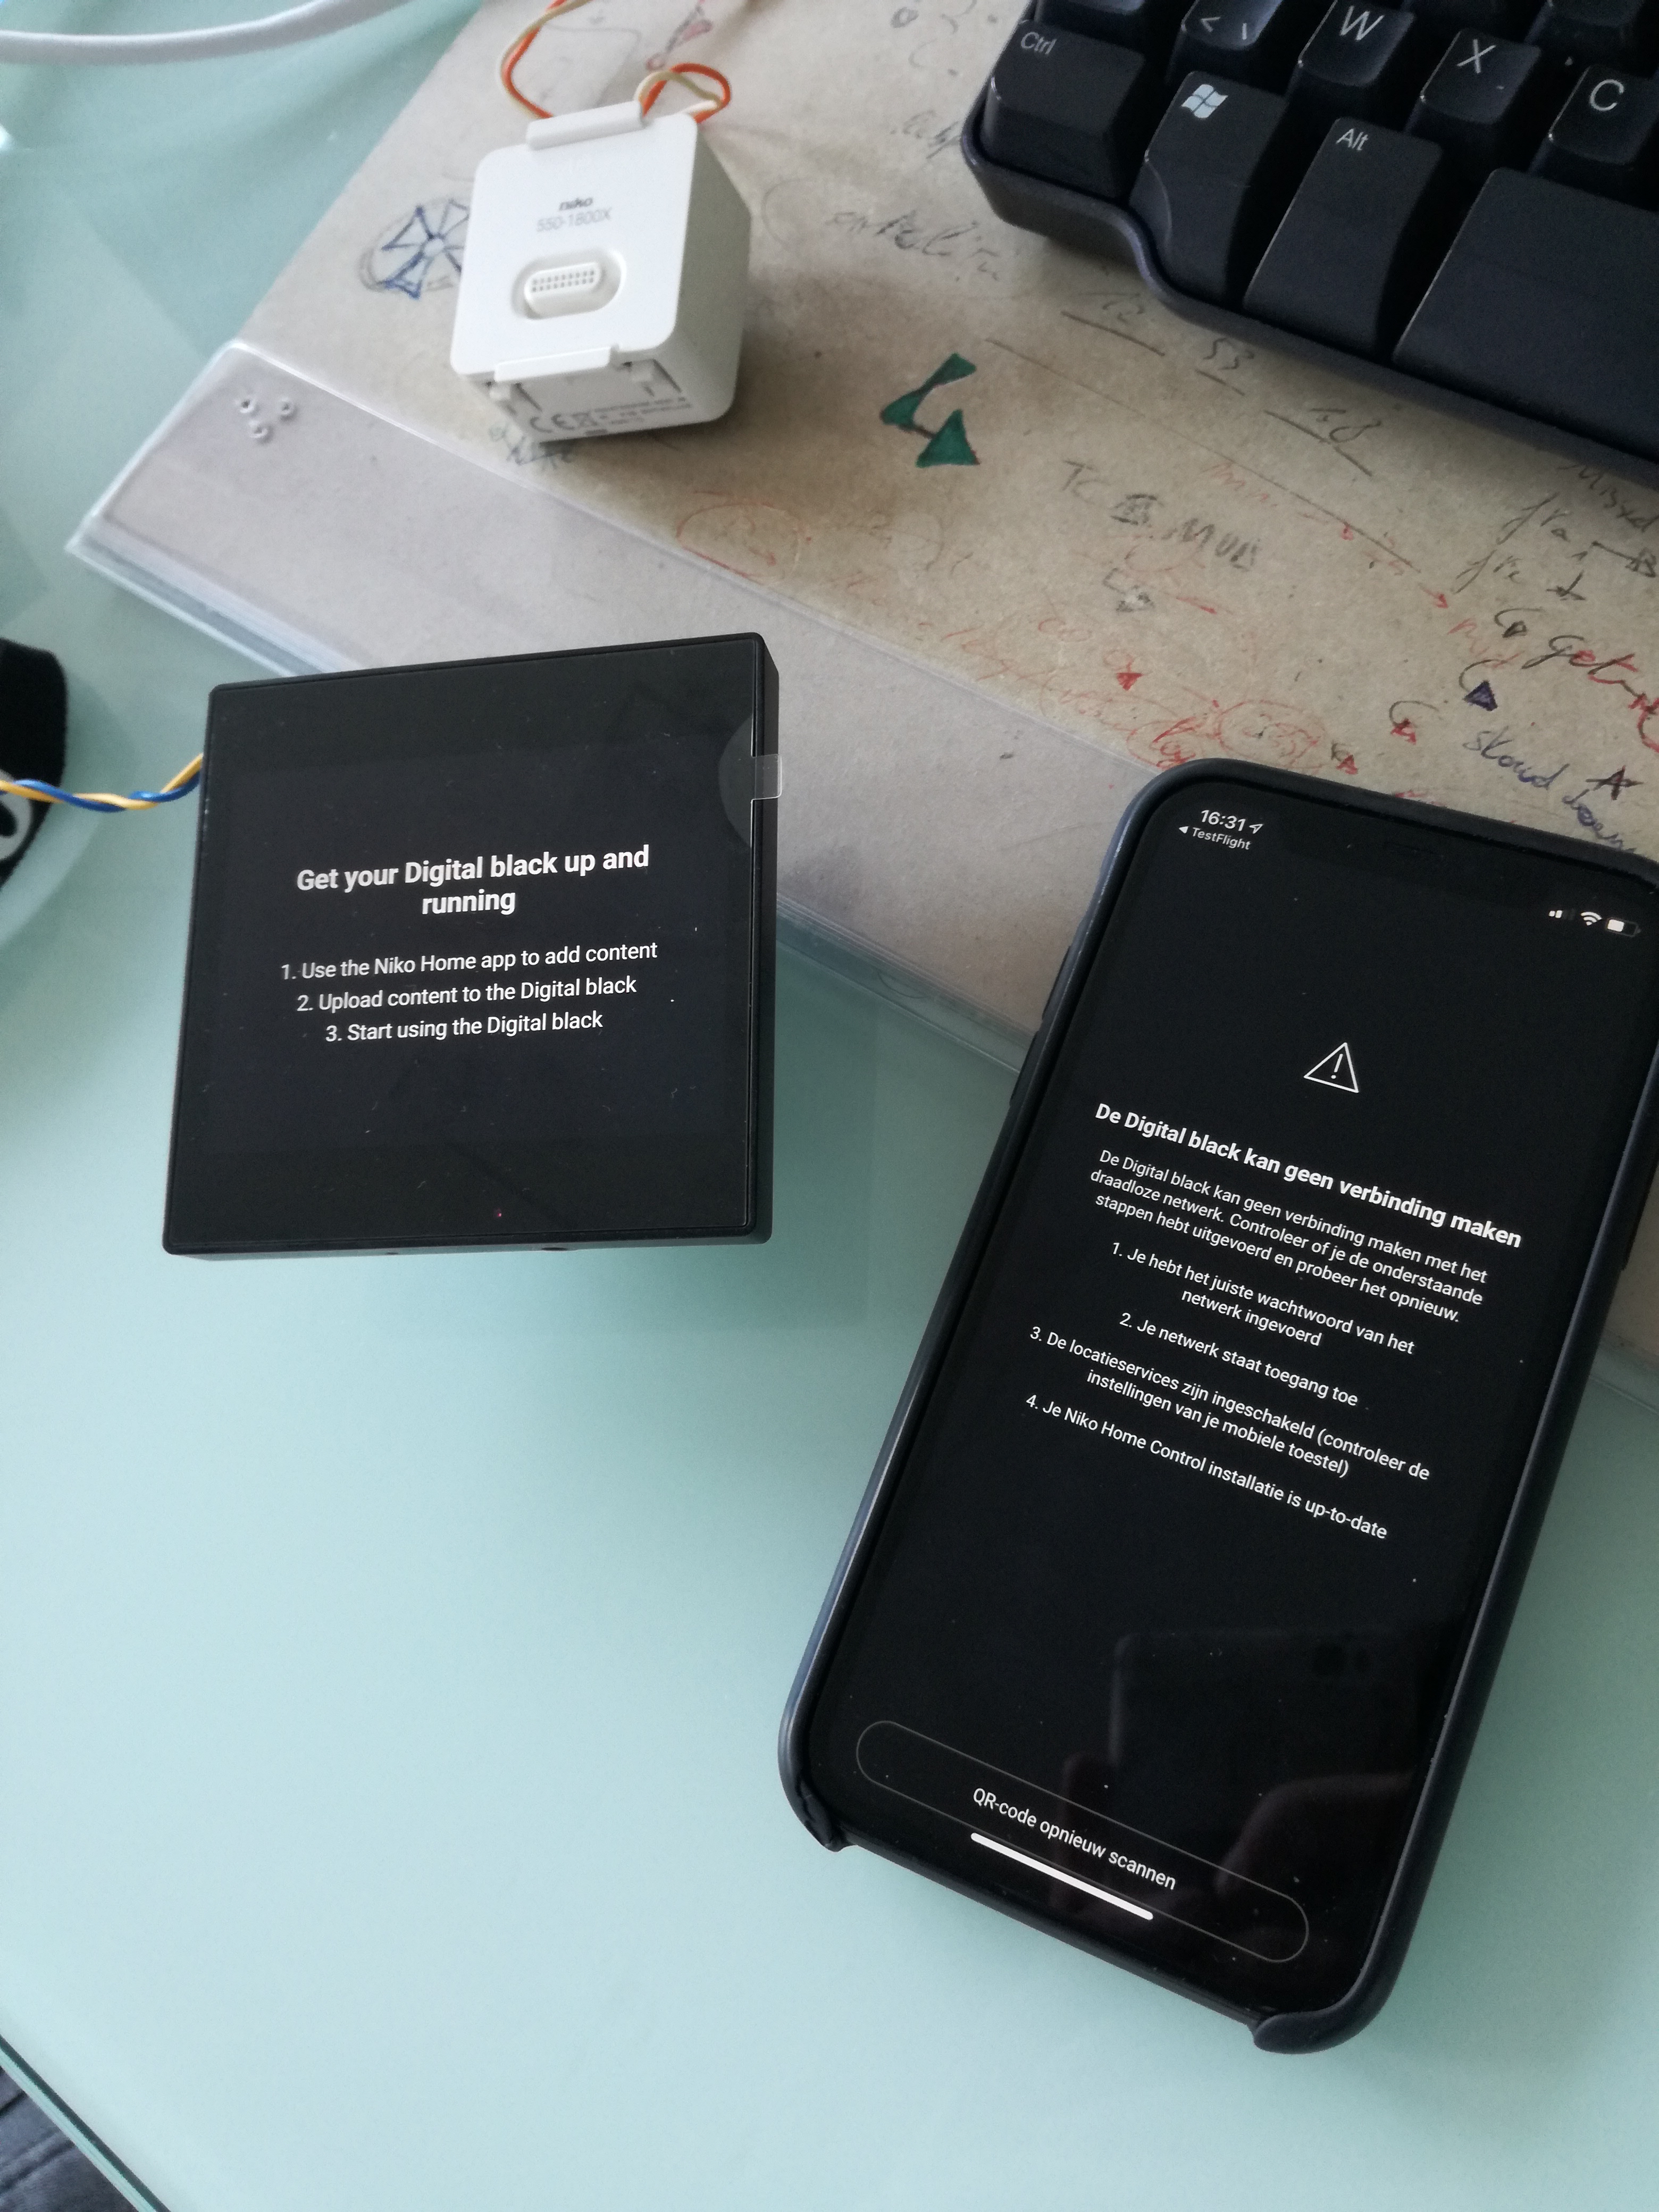 Ctrl
< \
W
X
C
Alt
niko
550-1800X
CE
TC
get
Get your Digital black up and
running
1. Use the Niko Home app to add content
2. Upload content to the Digital black
3. Start using the Digital black
16:31
◀ TestFlight
De Digital black kan geen verbinding maken
De Digital black kan geen verbinding maken met het
draadloze netwerk. Controleer of je de onderstaande
stappen hebt uitgevoerd en probeer het opnieuw.
1. Je hebt het juiste wachtwoord van het
netwerk ingevoerd
2. Je netwerk staat toegang toe
3. De locatieservices zijn ingeschakeld (controleer de
instellingen van je mobiele toestel)
4. Je Niko Home Control installatie is up-to-date
QR-code opnieuw scannen